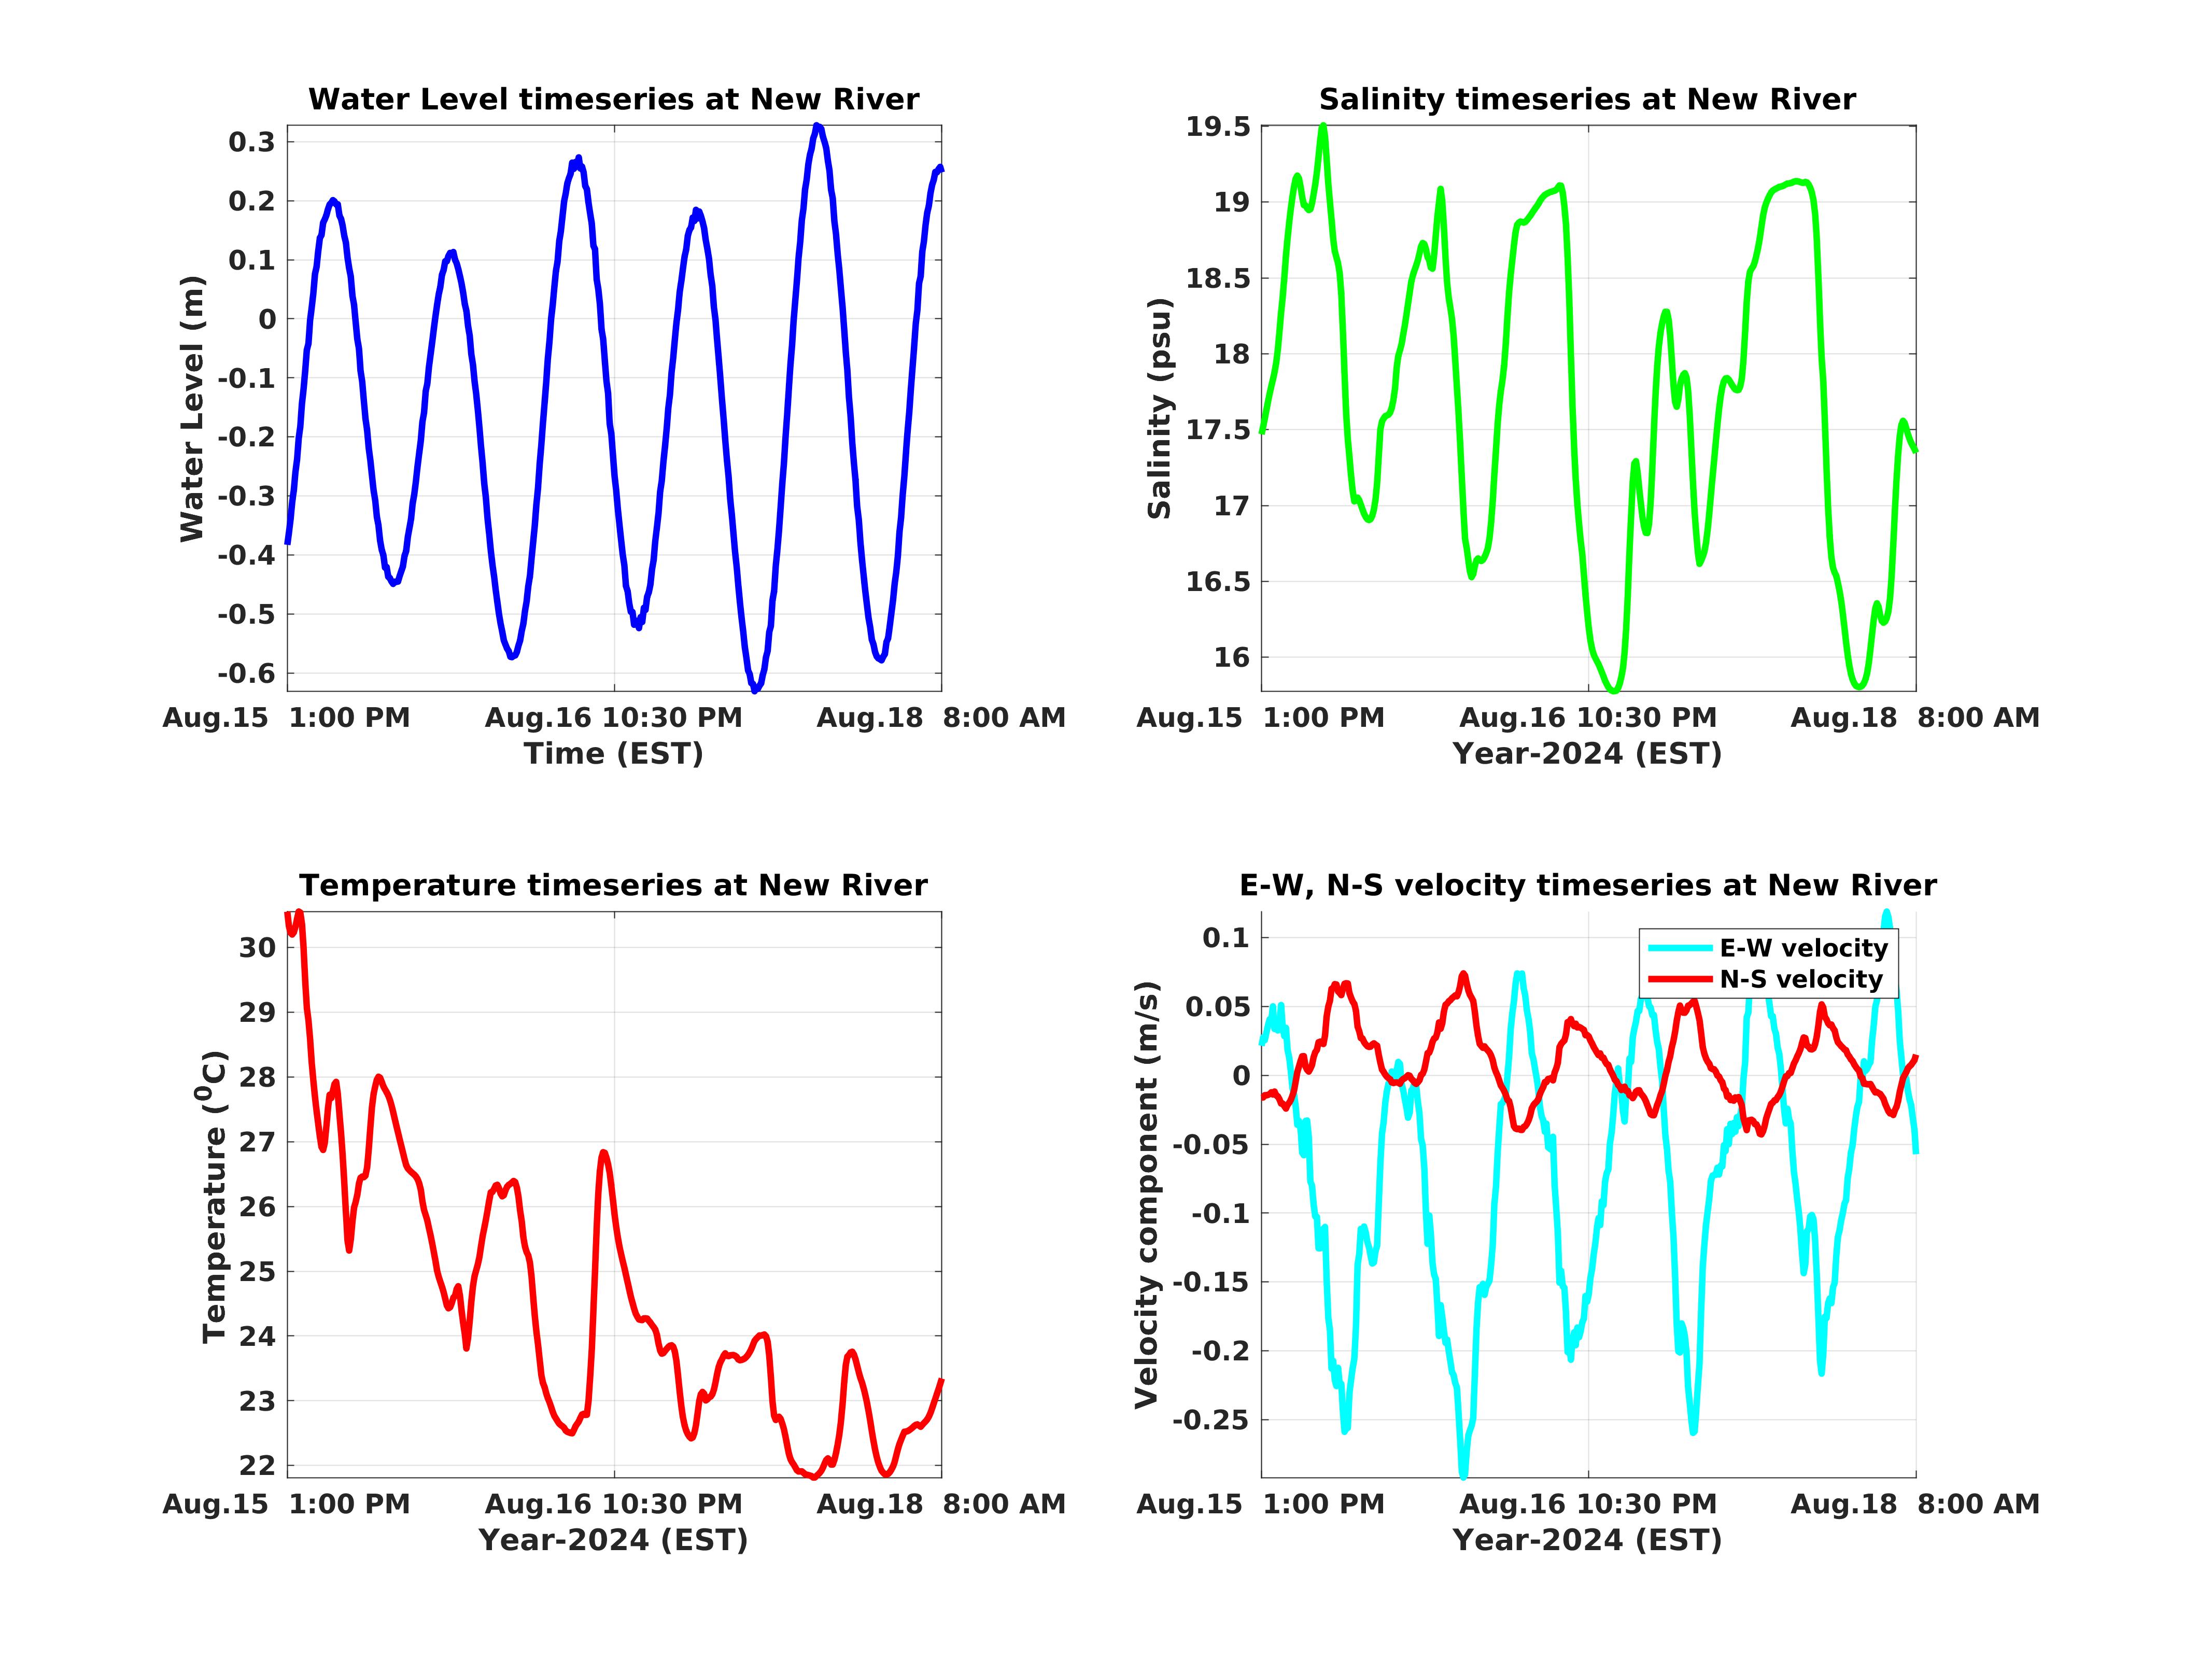 Water Level timeseries at New River
0.3
0.2
0.1
0
-0.1
-0.2
-0.3
-0.4
-0.5
-0.6
Water Level (m)
Aug.15 1:00 PM Aug.16 10:30 PM Aug.18 8:00 AM
Time (EST)
Salinity timeseries at New River
19.5
19
18.5
18
17.5
17
16.5
16
Salinity (psu)
Aug.15 1:00 PM Aug.16 10:30 PM Aug.18 8:00 AM
Year-2024 (EST)
Temperature timeseries at New River
30
29
28
27
26
25
24
23
22
Temperature (⁰C)
Aug.15 1:00 PM Aug.16 10:30 PM Aug.18 8:00 AM
Year-2024 (EST)
E-W, N-S velocity timeseries at New River
0.1
0.05
0
-0.05
-0.1
-0.15
-0.2
-0.25
Velocity component (m/s)
E-W velocity
N-S velocity
Aug.15 1:00 PM Aug.16 10:30 PM Aug.18 8:00 AM
Year-2024 (EST)